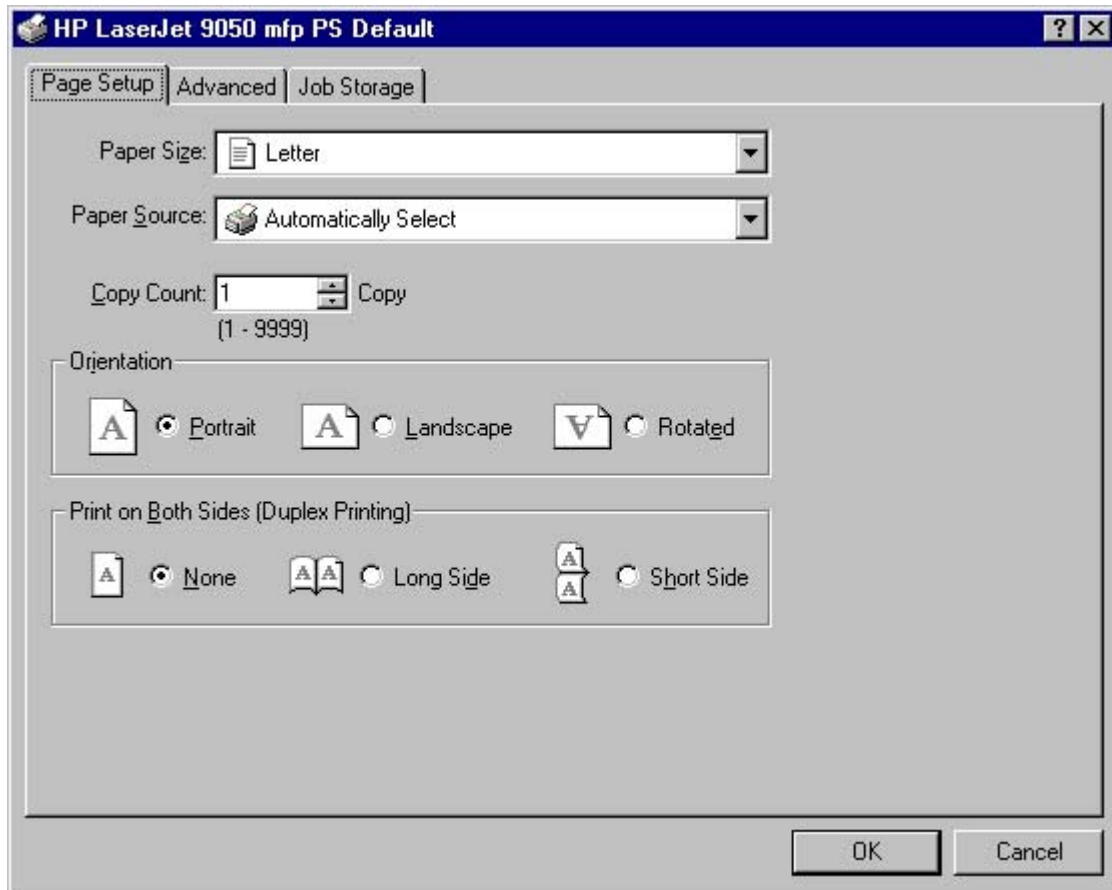 HP LaserJet 9050 mfp PS Default
Page Setup Advanced Job Storage
Paper Size: Letter
Paper Source: Automatically Select
Copy Count: 1 Copy
(1 - 9999)
Orientation
A Portrait A Landscape A Rotated
Print on Both Sides (Duplex Printing)
A None A A Long Side A A Short Side
OK Cancel